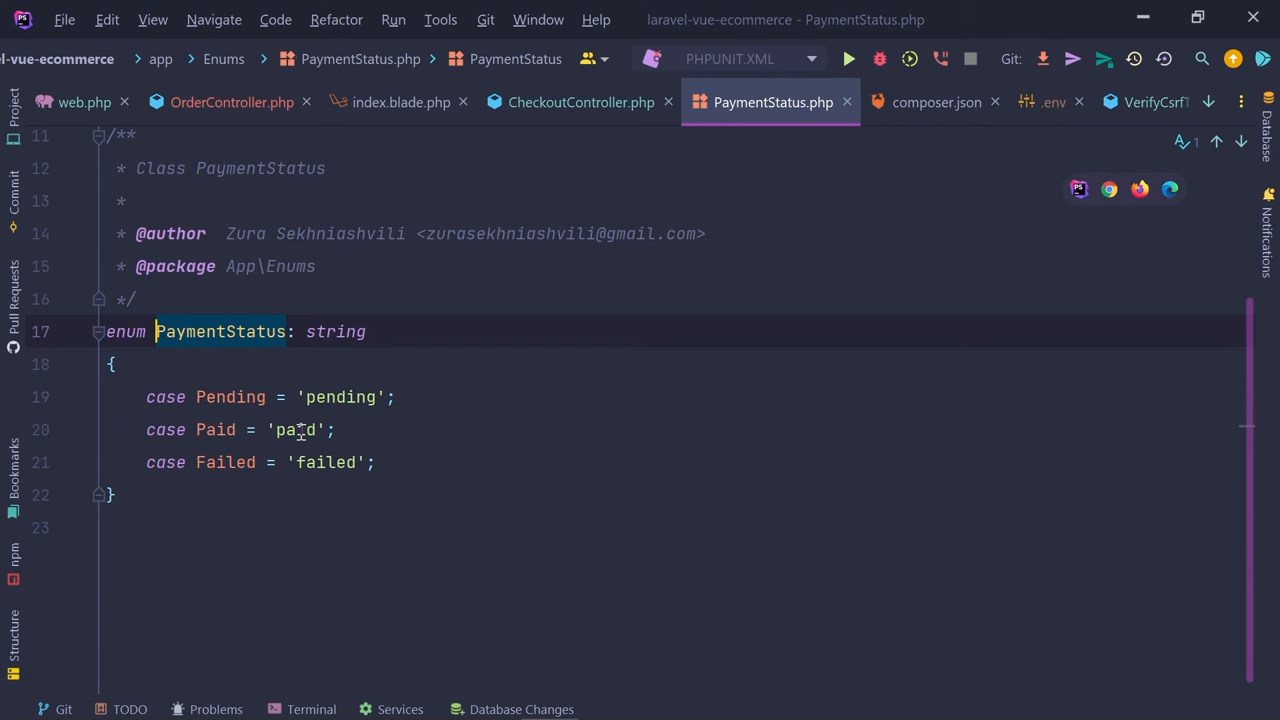 File Edit View Navigate Code Refactor Run Tools Git Window Help laravel-vue-ecommerce - PaymentStatus.php
el-vue-ecommerce app Enums PaymentStatus.php PaymentStatus PHPUNIT.XML Git:
web.php OrderController.php index.blade.php CheckoutController.php PaymentStatus.php composer.json .env VerifyCsrfT
Project
Commit
Pull Requests
Bookmarks
npm
Structure
11 /**
12 * Class PaymentStatus
13 *
14 * @author Zura Sekhniashvili <zurasekhniashvili@gmail.com>
15 * @package App\Enums
16 */
17 enum PaymentStatus: string
18 {
19 case Pending = 'pending';
20 case Paid = 'paid';
21 case Failed = 'failed';
22 }
23
1
Database
Notifications
Git TODO Problems Terminal Services Database Changes